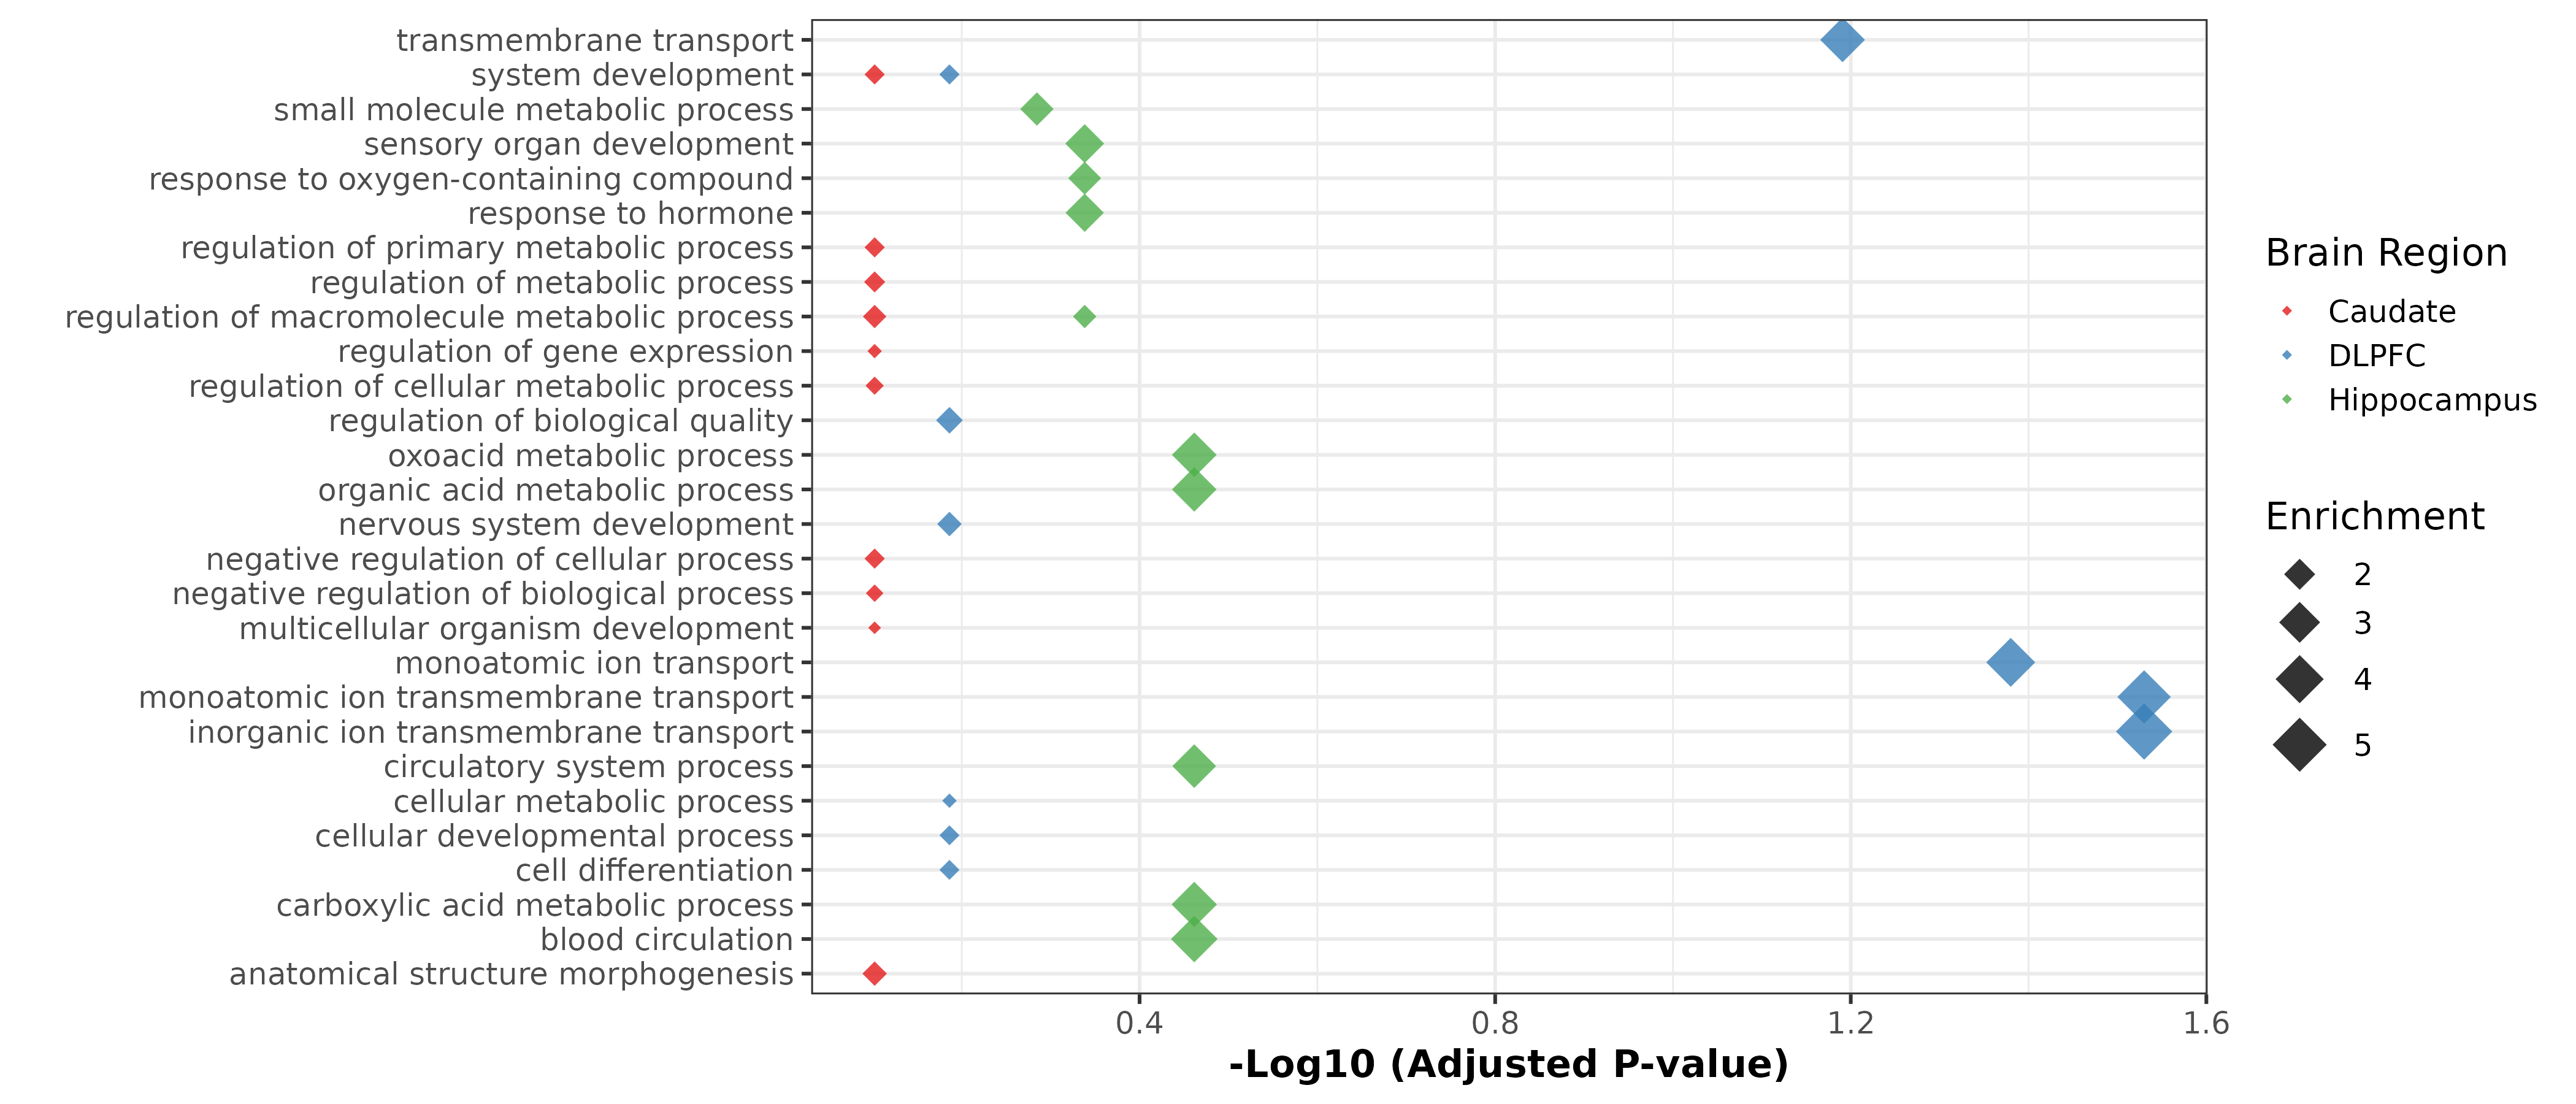 transmembrane transport
system development
small molecule metabolic process
sensory organ development
response to oxygen-containing compound
response to hormone
regulation of primary metabolic process
regulation of metabolic process
regulation of macromolecule metabolic process
regulation of gene expression
regulation of cellular metabolic process
regulation of biological quality
oxoacid metabolic process
organic acid metabolic process
nervous system development
negative regulation of cellular process
negative regulation of biological process
multicellular organism development
monoatomic ion transport
monoatomic ion transmembrane transport
inorganic ion transmembrane transport
circulatory system process
cellular metabolic process
cellular developmental process
cell differentiation
carboxylic acid metabolic process
blood circulation
anatomical structure morphogenesis
0.4 0.8 1.2 1.6
-Log10 (Adjusted P-value)
Brain Region
Caudate
DLPFC
Hippocampus
Enrichment
2
3
4
5